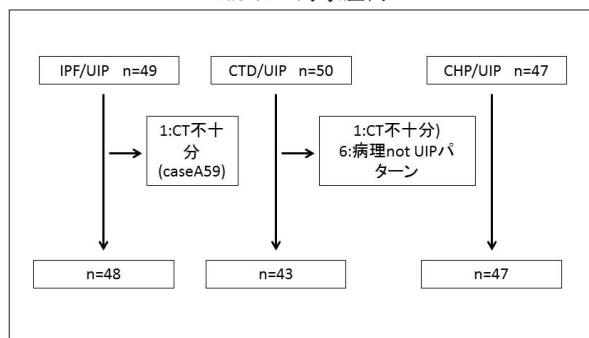 IPF/UIP n=49
CTD/UIP n=50
CHP/UIP n=47
1:CT不十
分
(caseA59)
1:CT不十分)
6:病理not UIPパ
ターン
n=48
n=43
n=47